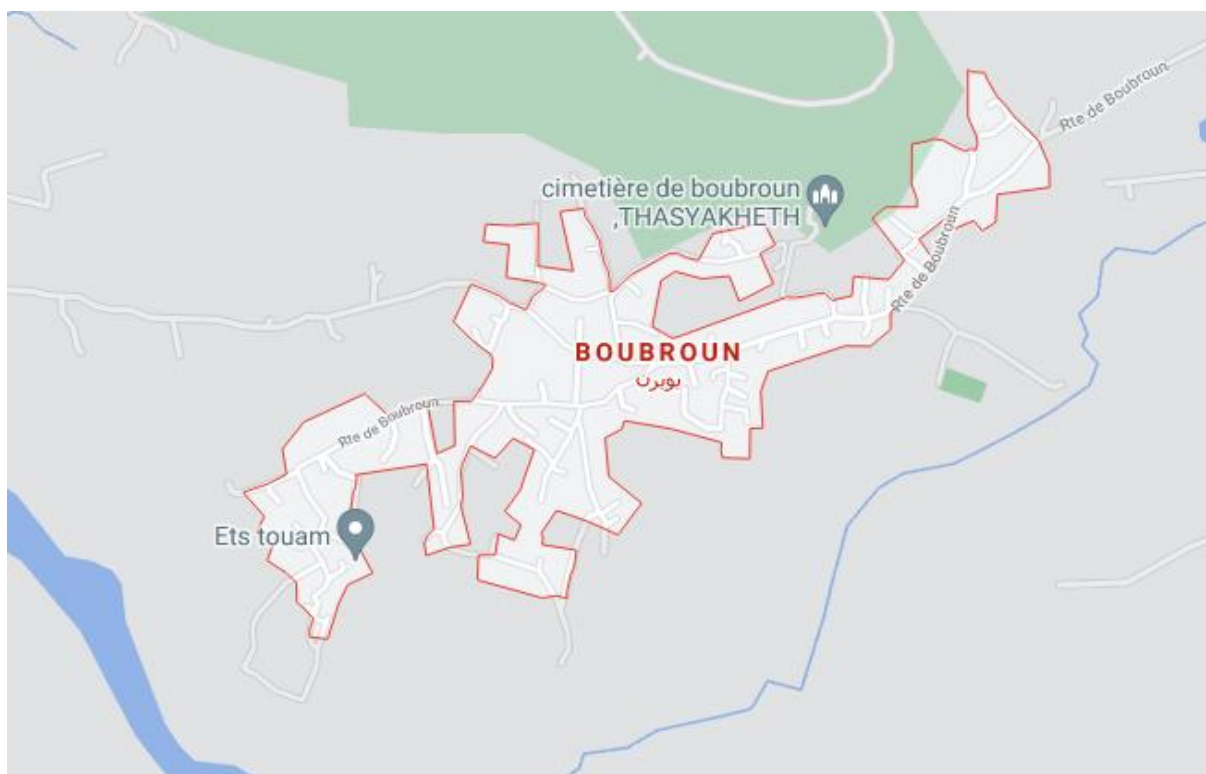 Rte de Boubroun
cimetière de boubroun
,THASYAKHETH
Rte de Boubroun
BOUBROUN
بوبرن
Rte de Boubroun
Ets touam